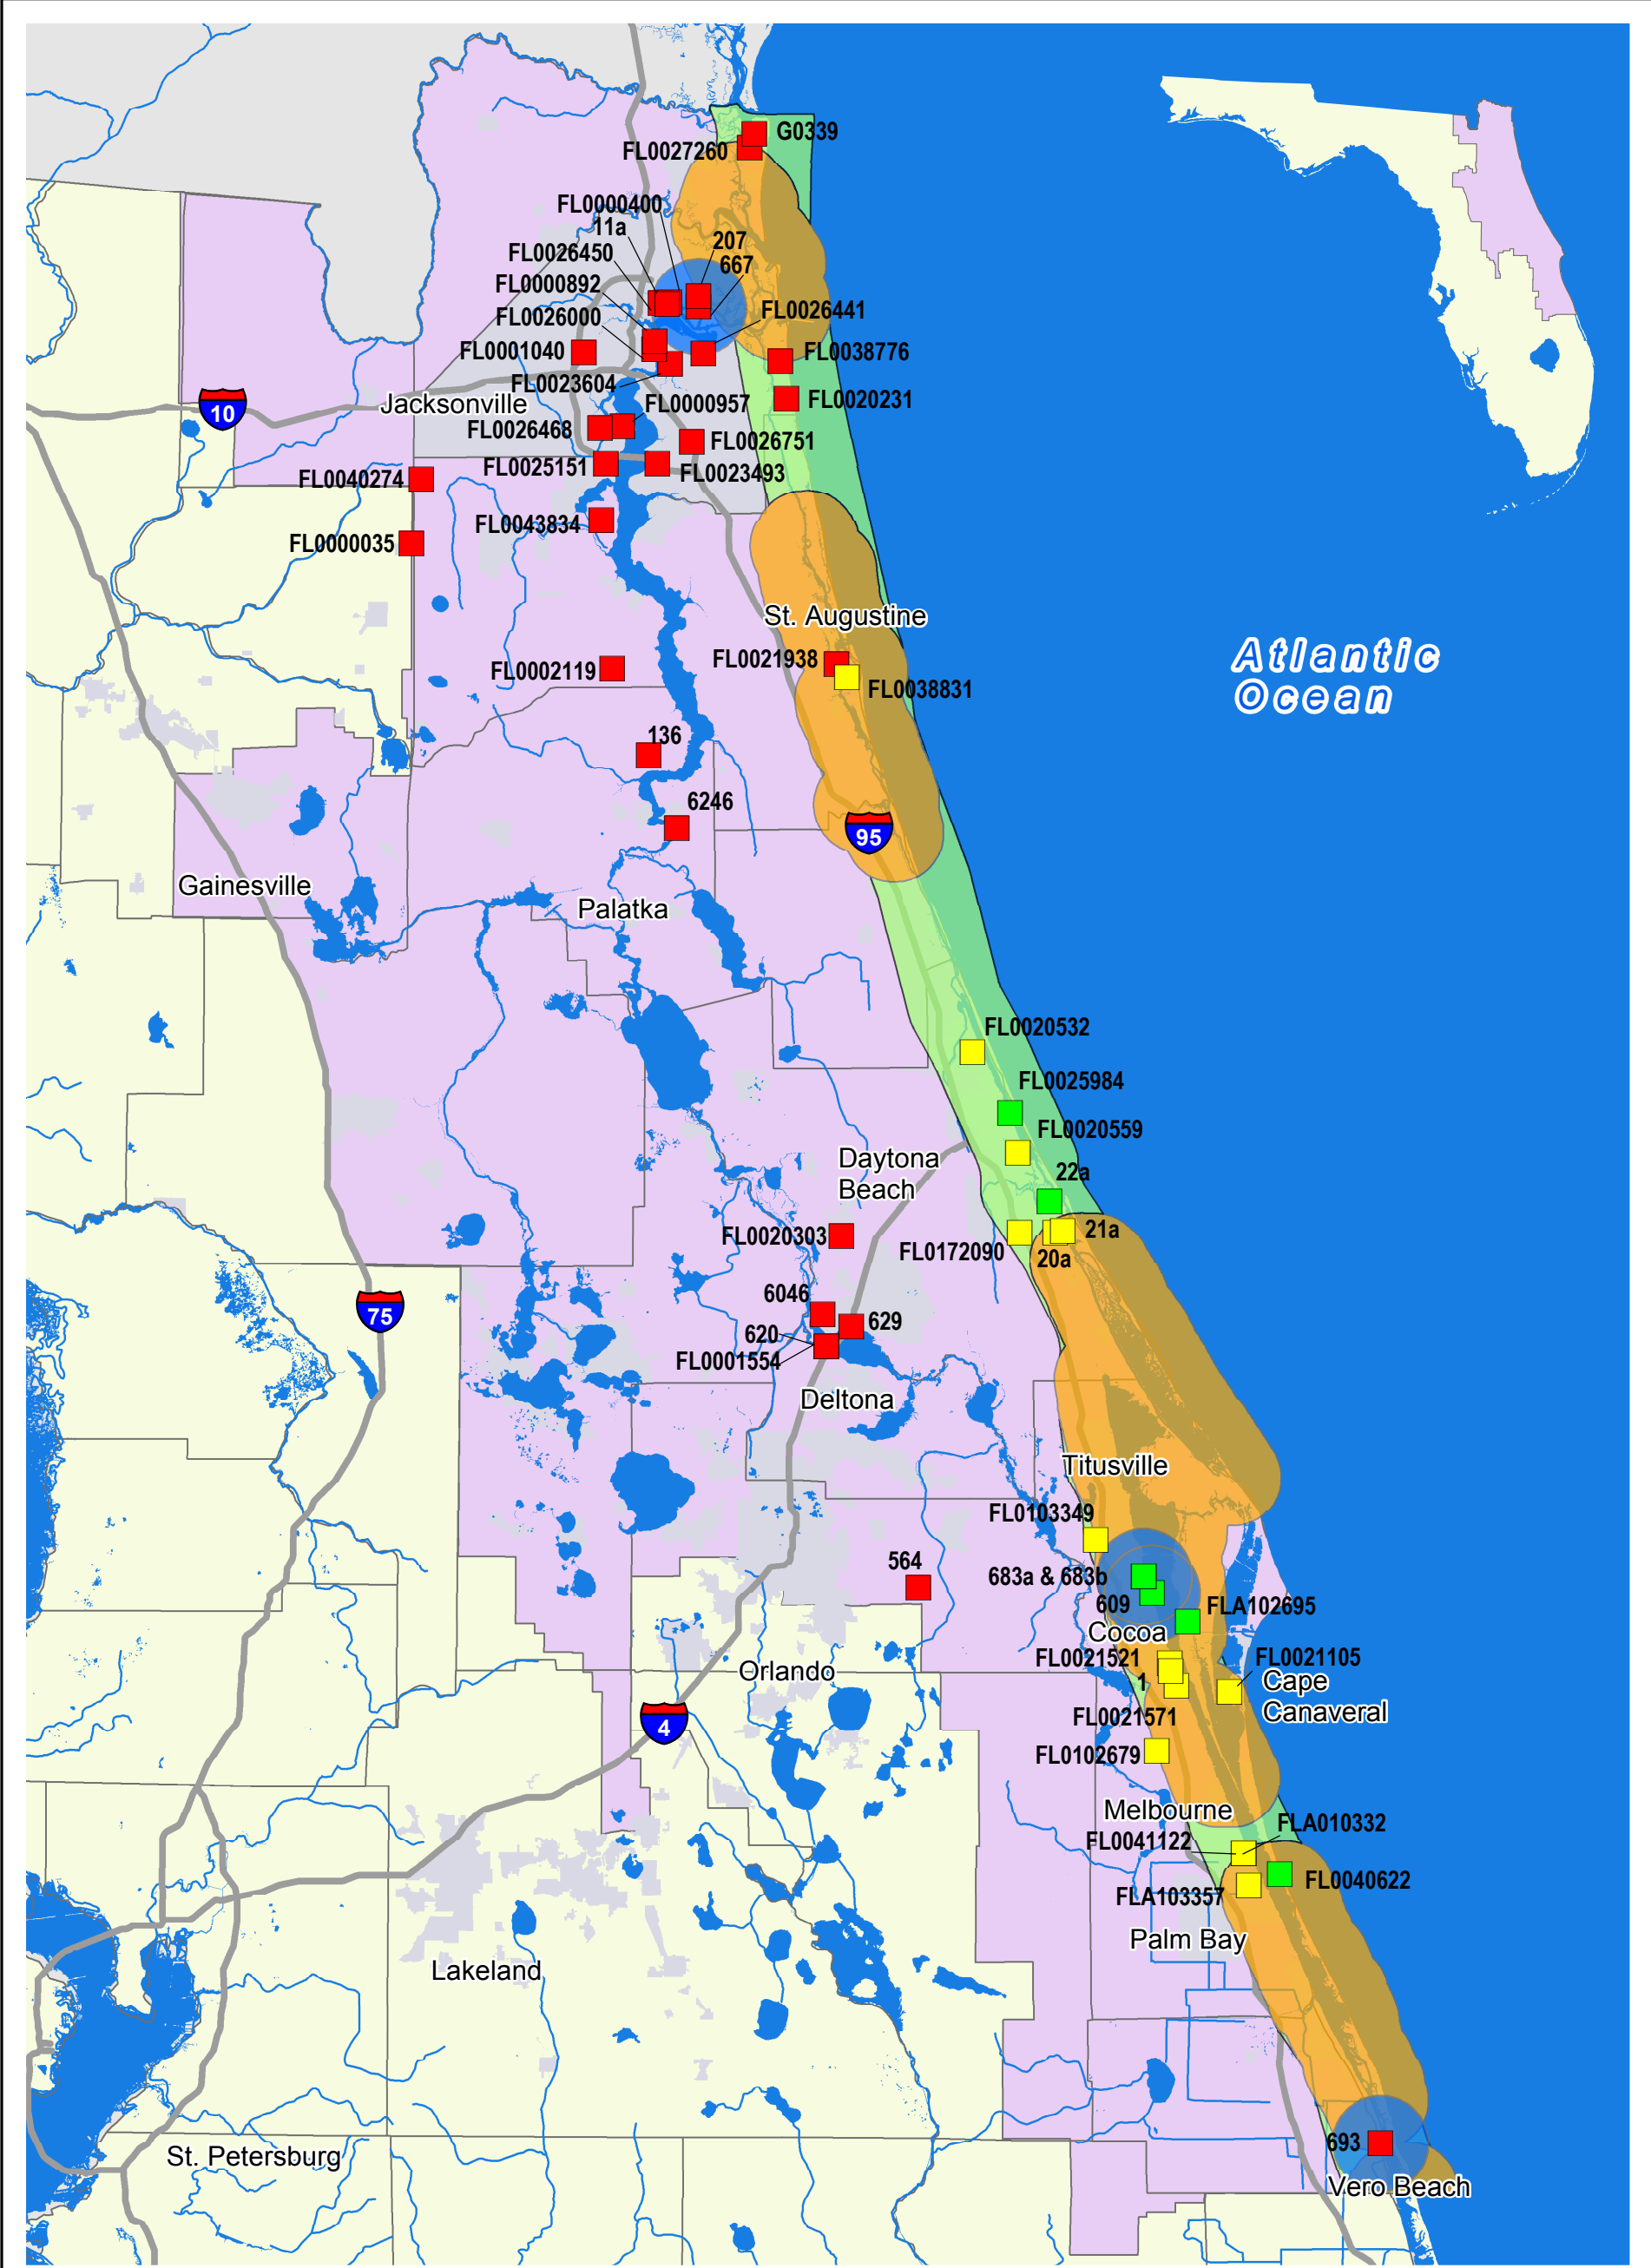 G0339
FL0027260
FL0000400
11a
207
FL0026450
667
FL0000892
FL0026441
FL0026000
FL0001040
FL0038776
FL0023604
FL0020231
10
Jacksonville
FL0000957
FL0026468
FL0026751
FL0025151
FL0023493
FL0040274
FL0043834
FL0000035
St. Augustine
Atlantic
Ocean
FL0021938
FL0002119
FL0038831
136
6246
95
Gainesville
Palatka
FL0020532
FL0025984
FL0020559
Daytona
Beach
22a
FL0020303
21a
FL0172090
20a
6046
75
629
620
FL0001554
Deltona
Titusville
FL0103349
564
683a & 683b
609
FLA102695
Cocoa
FL0021521
FL0021105
Orlando
1
Cape
Canaveral
FL0021571
4
FL0102679
Melbourne
FLA010332
FL0041122
FL0040622
FLA103357
Palm Bay
Lakeland
693
St. Petersburg
Vero Beach